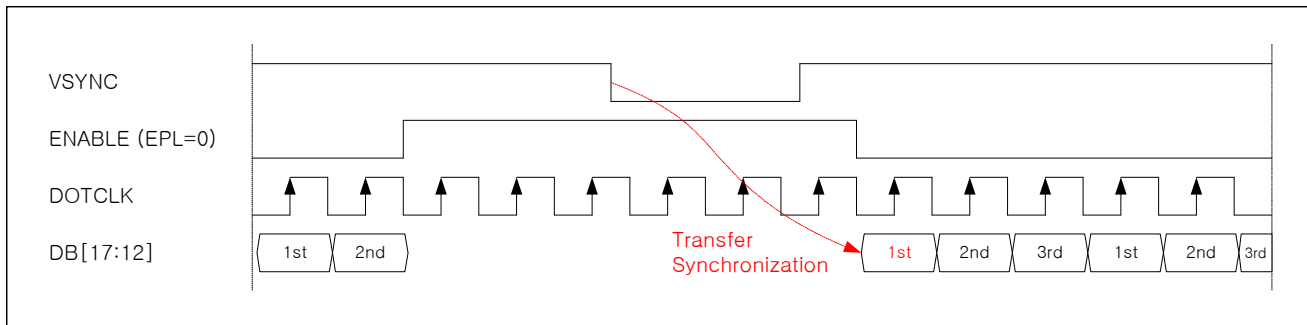 VSYNC
ENABLE (EPL=0)
DOTCLK
DB[17:12]
1st
2nd
Transfer
Synchronization
1st
2nd
3rd
1st
2nd
3rd